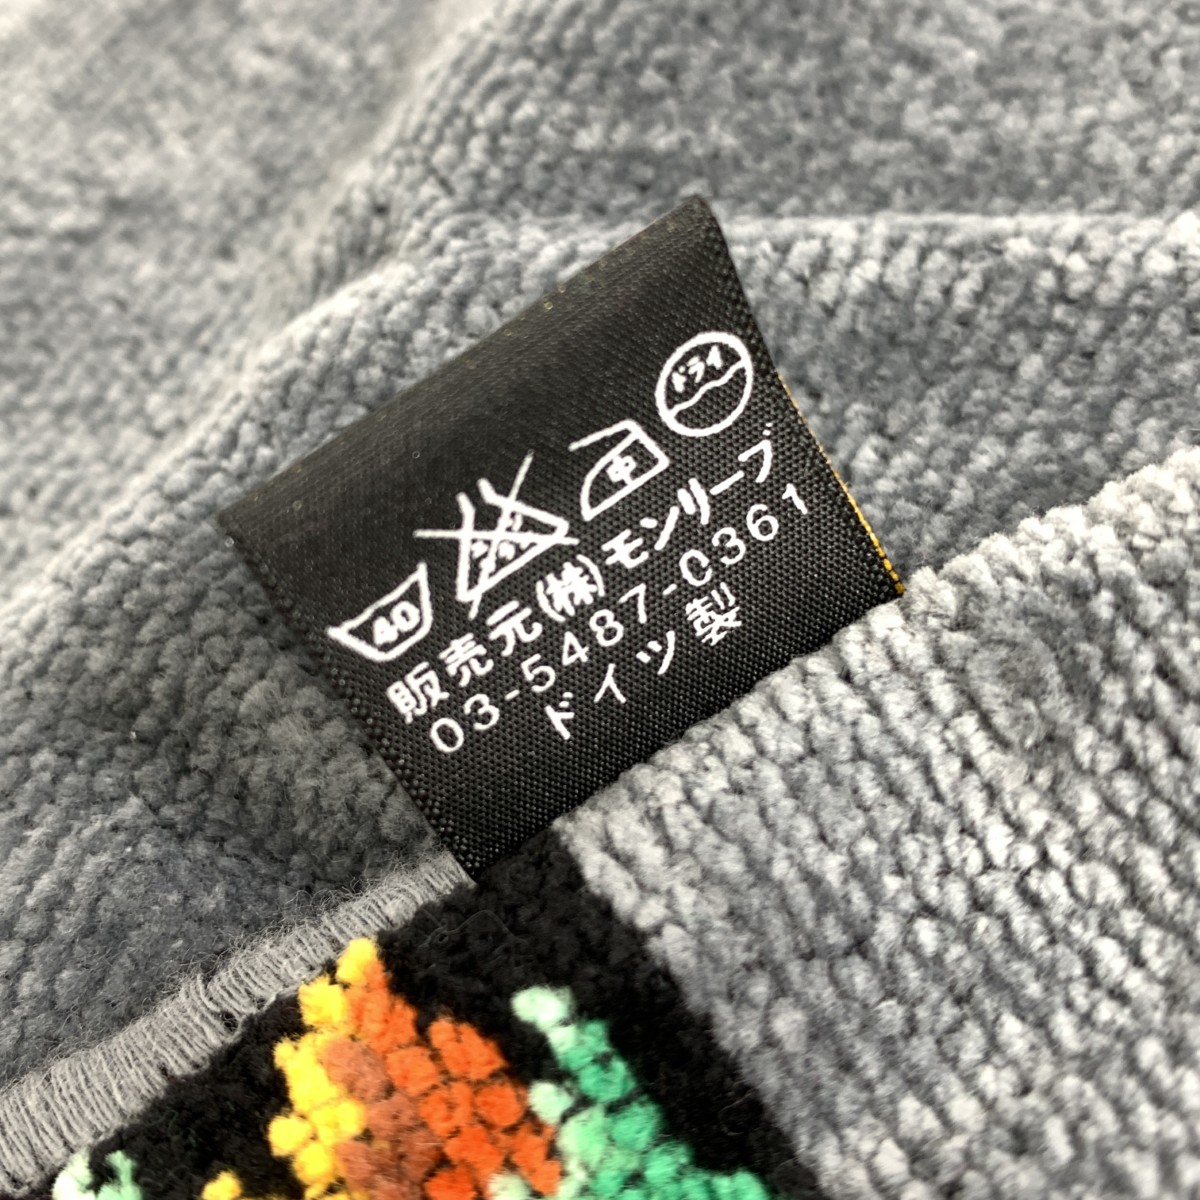 40 中 ドライ
販売元(株)モンリーブ
03-5487-0361
ドイツ製